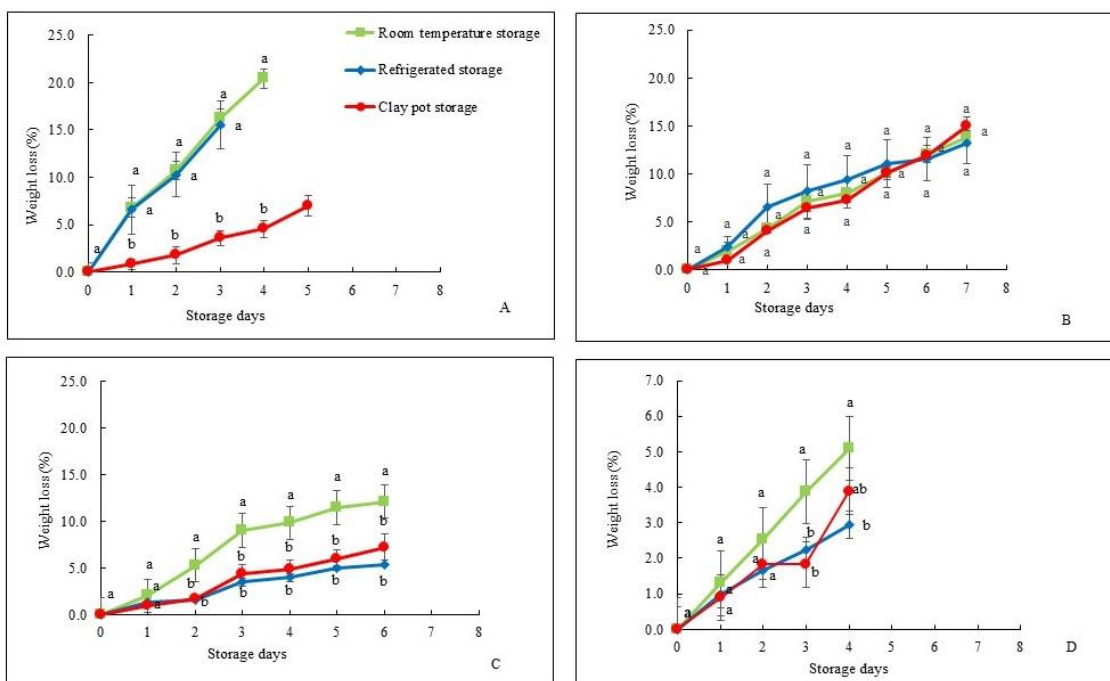 25.0
20.0
15.0
10.0
5.0
0.0
Weight loss (%)
Room temperature storage
Refrigerated storage
Clay pot storage
a
a a
a a
a a
a
b b b b
0 1 2 3 4 5 6 7 8
Storage days
A
25.0
20.0
15.0
10.0
5.0
0.0
Weight loss (%)
a a a a a a a a
a a a a a a a a
a a a a a a a
0 1 2 3 4 5 6 7 8
Storage days
B
25.0
20.0
15.0
10.0
5.0
0.0
Weight loss (%)
a a a a a a a
a b b b b b
a b b b b b
0 1 2 3 4 5 6 7 8
Storage days
C
7.0
6.0
5.0
4.0
3.0
2.0
1.0
0.0
Weight loss (%)
a a a a a
a a b ab
a a b b
0 1 2 3 4 5 6 7 8
Storage days
D